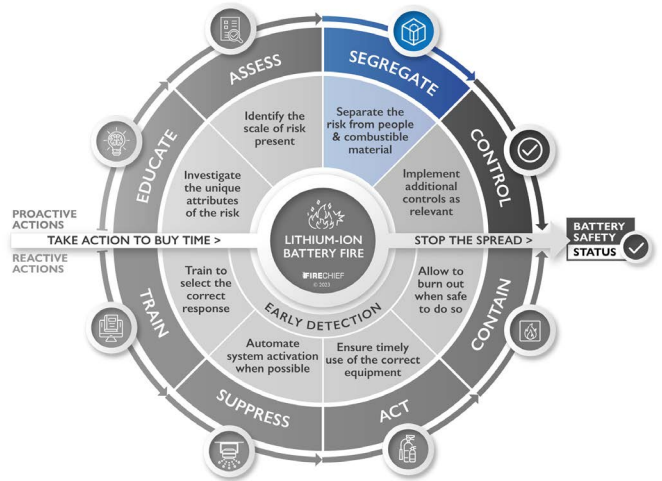 ASSESS
SEGREGATE
EDUCATE
CONTROL
Identify the
scale of risk
present
Separate the
risk from people
& combustible
material
Investigate
the unique
attributes
of the risk
Implement
additional
controls as
relevant
PROACTIVE
ACTIONS
TAKE ACTION TO BUY TIME >
LITHIUM-ION
BATTERY FIRE
FIRECHIEF
© 2023
STOP THE SPREAD >
BATTERY
SAFETY
STATUS
REACTIVE
ACTIONS
Train to
select the
correct
response
EARLY DETECTION
Allow to
burn out
when safe
to do so
TRAIN
CONTAIN
Automate
system activation
when possible
Ensure timely
use of the correct
equipment
SUPPRESS
ACT